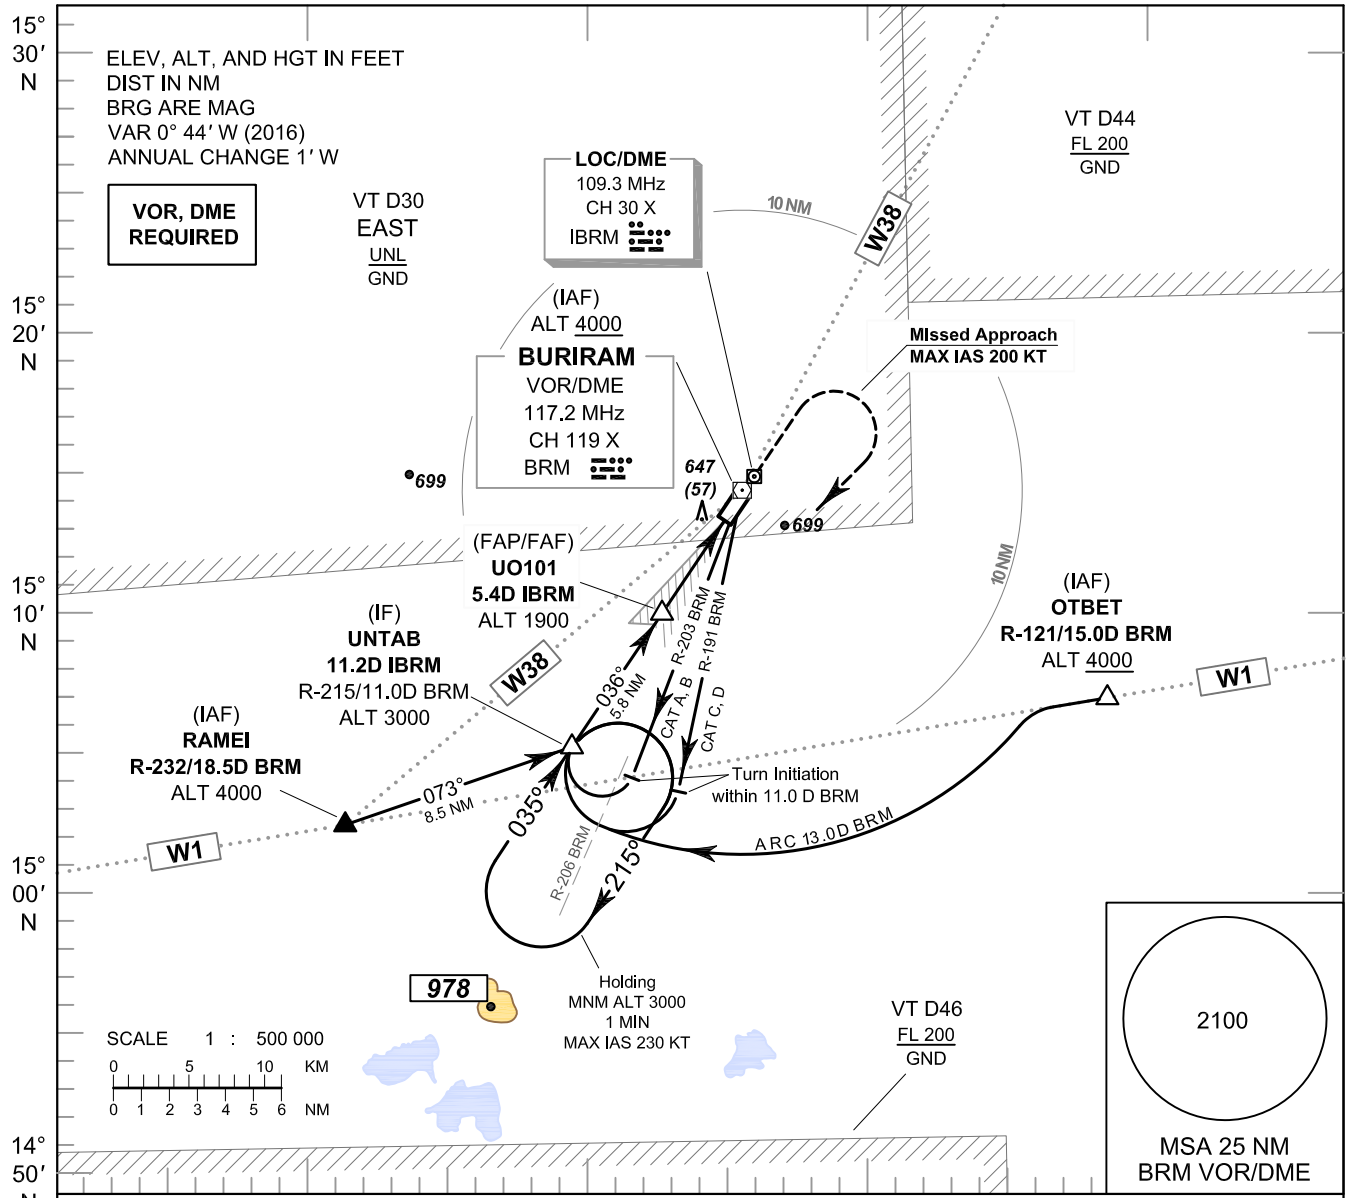 15°
30′
N
ELEV, ALT, AND HGT IN FEET
DIST IN NM
BRG ARE MAG
VAR 0° 44′ W (2016)
ANNUAL CHANGE 1′ W
VOR, DME
REQUIRED
VT D30
EAST
UNL
GND
LOC/DME
109.3 MHz
CH 30 X
IBRM
10 NM
W38
VT D44
FL 200
GND
15°
20′
N
(IAF)
ALT 4000
BURIRAM
VOR/DME
117.2 MHz
CH 119 X
BRM
MIssed Approach
MAX IAS 200 KT
699
647
(57)
699
10 NM
15°
10′
N
(FAP/FAF)
UO101
5.4D IBRM
ALT 1900
(IF)
UNTAB
11.2D IBRM
R-215/11.0D BRM
ALT 3000
W38
036°
5.8 NM
R-203 BRM
CAT A, B
R-191 BRM
CAT C, D
(IAF)
OTBET
R-121/15.0D BRM
ALT 4000
W1
(IAF)
RAMEI
R-232/18.5D BRM
ALT 4000
073°
8.5 NM
W1
Turn Initiation
within 11.0 D BRM
ARC 13.0D BRM
035°
R-206 BRM
215°
15°
00′
N
978
Holding
MNM ALT 3000
1 MIN
MAX IAS 230 KT
VT D46
FL 200
GND
2100
MSA 25 NM
BRM VOR/DME
SCALE 1 : 500 000
0 5 10 KM
0 1 2 3 4 5 6 NM
14°
50′
N